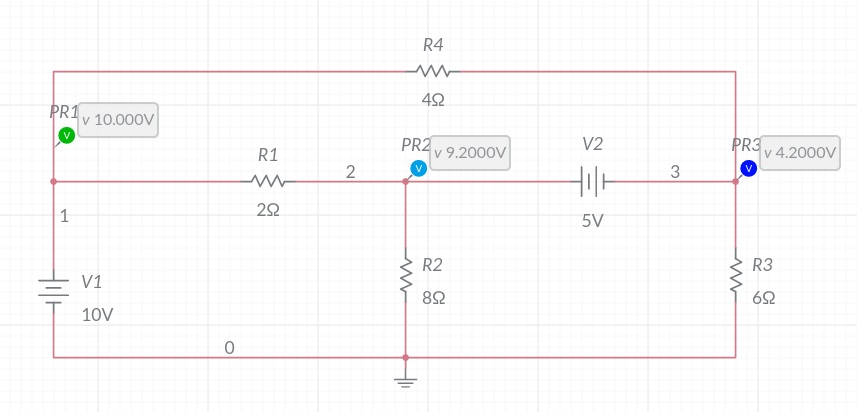 R4
4Ω
PR1
v 10.000V
V
PR2
v 9.2000V
V
V2
PR3
v 4.2000V
V
R1
2
3
2Ω
5V
1
V1
10V
R2
8Ω
R3
6Ω
0